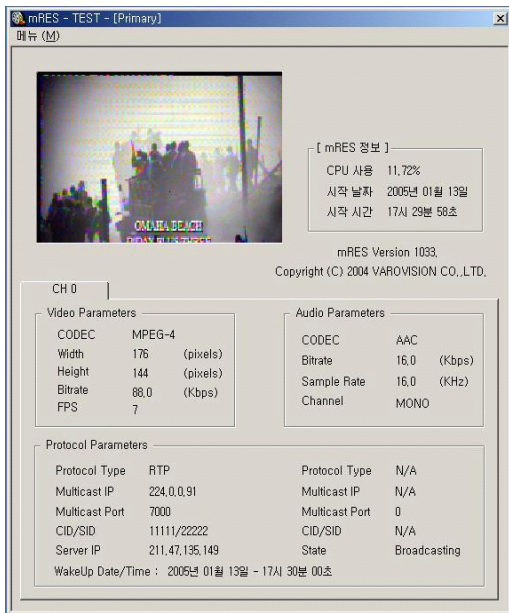 mRES - TEST - [Primary]
메뉴 (M)
OMAHA BEACH
D-DAY PLUS THREE
[ mRES 정보 ]
CPU 사용 11.72%
시작 날짜 2005년 01월 13일
시작 시간 17시 29분 58초
mRES Version 1033.
Copyright (C) 2004 VAROVISION CO.,LTD.
CH 0
Video Parameters
CODEC MPEG-4
Width 176 (pixels)
Height 144 (pixels)
Bitrate 88.0 (Kbps)
FPS 7
Audio Parameters
CODEC AAC
Bitrate 16.0 (Kbps)
Sample Rate 16.0 (KHz)
Channel MONO
Protocol Parameters
Protocol Type RTP
Multicast IP 224.0.0.91
Multicast Port 7000
CID/SID 11111/22222
Server IP 211.47.135.149
Protocol Type N/A
Multicast IP N/A
Multicast Port 0
CID/SID N/A
State Broadcasting
WakeUp Date/Time : 2005년 01월 13일 - 17시 30분 00초